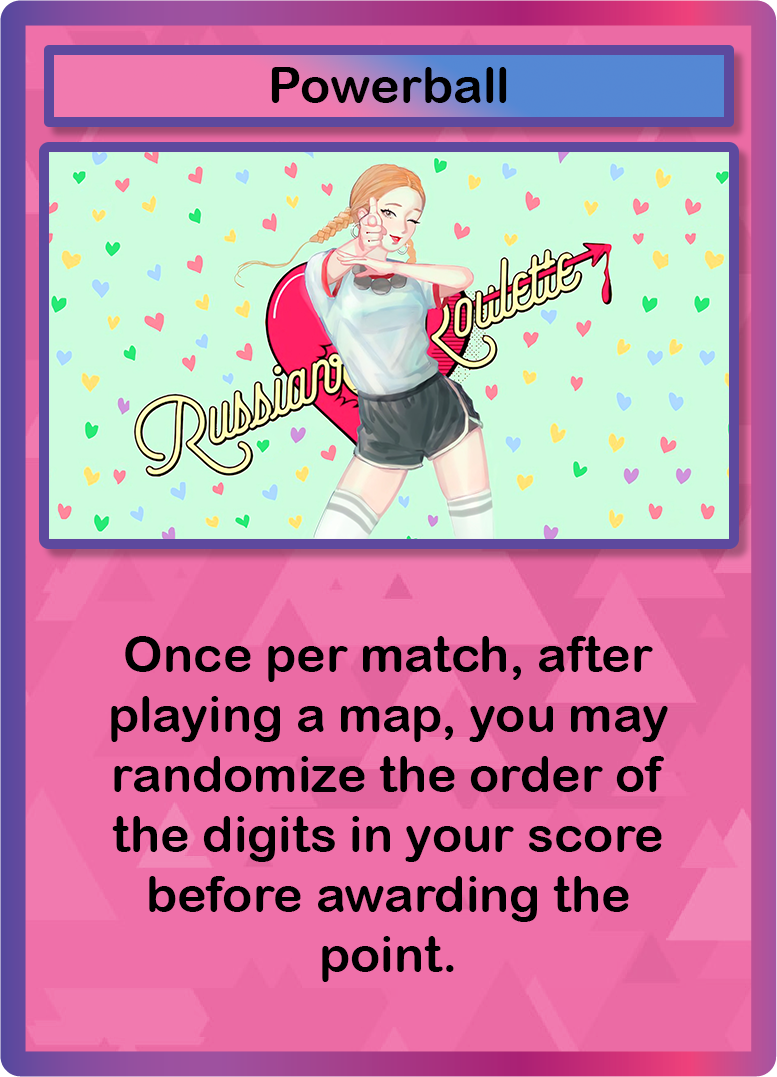 Powerball
Russian Roulette
Once per match, after
playing a map, you may
randomize the order of
the digits in your score
before awarding the
point.